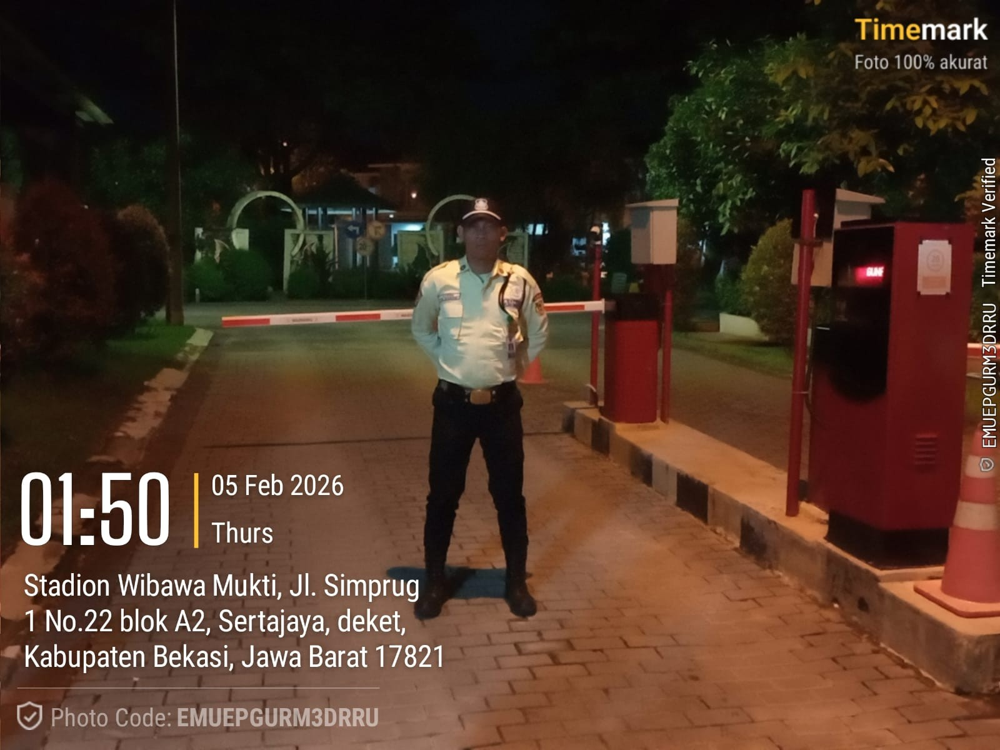 Timemark
Foto 100% akurat
01:50
05 Feb 2026
Thurs
Stadion Wibawa Mukti, Jl. Simprug
1 No.22 blok A2, Sertajaya, deket,
Kabupaten Bekasi, Jawa Barat 17821
Photo Code: EMUEPGURM3DRRU
EMUEPGURM3DRRU Timemark Verified